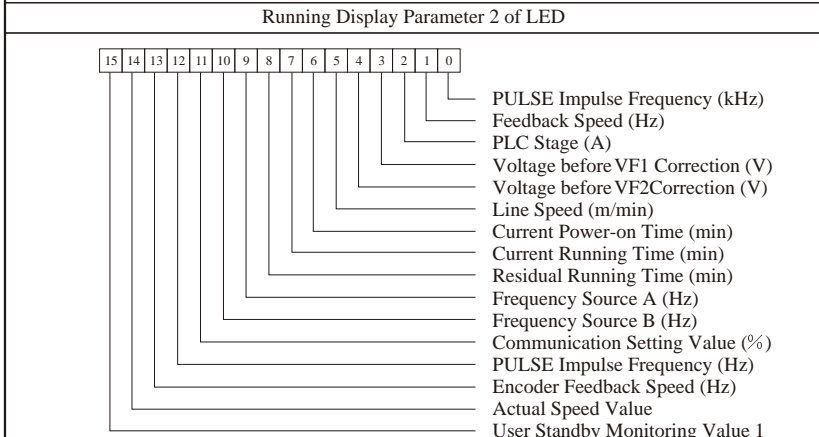 Running Display Parameter 2 of LED
15 14 13 12 11 10 9 8 7 6 5 4 3 2 1 0
PULSE Impulse Frequency (kHz)
Feedback Speed (Hz)
PLC Stage (A)
Voltage before VF1 Correction (V)
Voltage before VF2Correction (V)
Line Speed (m/min)
Current Power-on Time (min)
Current Running Time (min)
Residual Running Time (min)
Frequency Source A (Hz)
Frequency Source B (Hz)
Communication Setting Value (%)
PULSE Impulse Frequency (Hz)
Encoder Feedback Speed (Hz)
Actual Speed Value
User Standby Monitoring Value 1